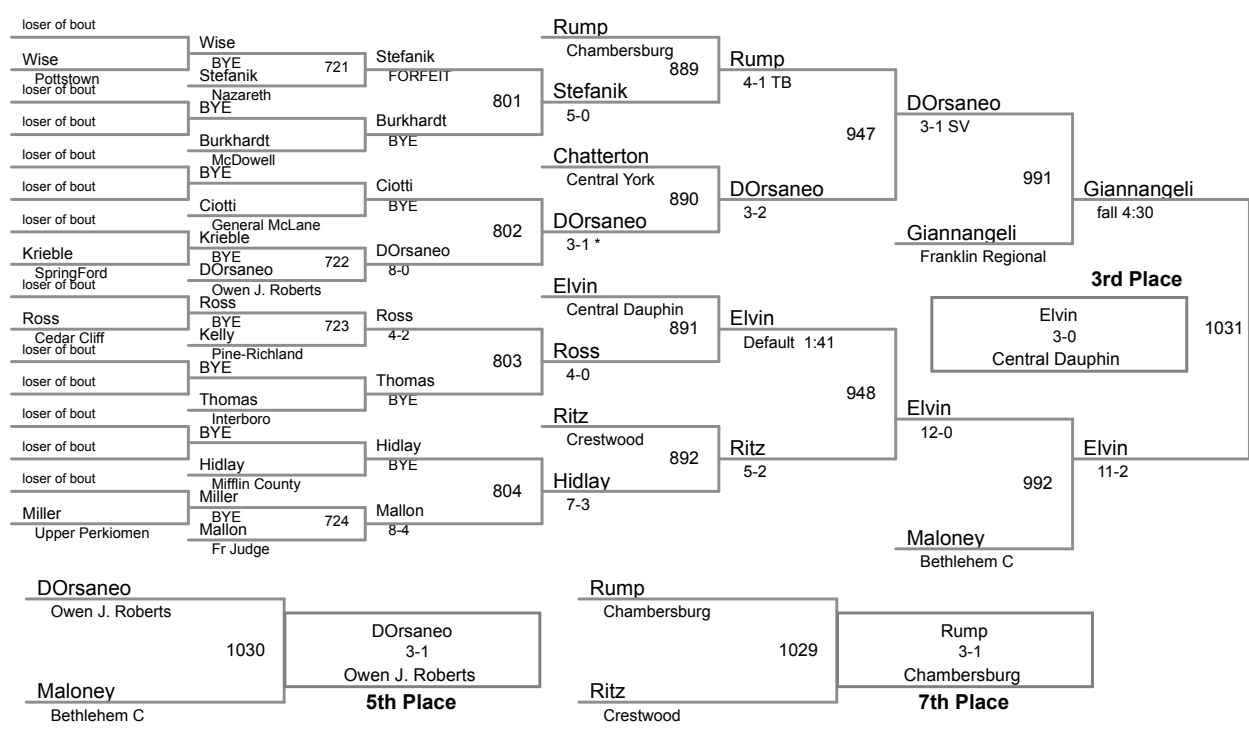 loser of bout
Wise
Pottstown
loser of bout
loser of bout
loser of bout
loser of bout
loser of bout
Krieble
SpringFord
loser of bout
Ross
Cedar Cliff
loser of bout
loser of bout
loser of bout
loser of bout
loser of bout
Miller
Upper Perkiomen
Wise
BYE
721
Stefanik
Nazareth
BYE
Burkhardt
McDowell
BYE
Ciotti
General McLane
Krieble
BYE
722
DOrsaneo
Owen J. Roberts
Ross
BYE
723
Kelly
Pine-Richland
BYE
Thomas
Interboro
BYE
Hidlay
Mifflin County
Miller
BYE
724
Mallon
Fr Judge
Stefanik
FORFEIT
801
Burkhardt
BYE
Ciotti
BYE
802
DOrsaneo
8-0
Ross
4-2
803
Thomas
BYE
Hidlay
BYE
804
Mallon
8-4
Rump
Chambersburg
889
Stefanik
5-0
Chatterton
Central York
890
DOrsaneo
3-1 *
Elvin
Central Dauphin
891
Ross
4-0
Ritz
Crestwood
892
Hidlay
7-3
Rump
4-1 TB
947
DOrsaneo
3-2
Elvin
Default 1:41
948
Ritz
5-2
DOrsaneo
3-1 SV
991
Giannangeli
Franklin Regional
Elvin
12-0
992
Maloney
Bethlehem C
Giannangeli
fall 4:30
3rd Place
Elvin
3-0
Central Dauphin
1031
Elvin
11-2
DOrsaneo
Owen J. Roberts
1030
Maloney
Bethlehem C
DOrsaneo
3-1
Owen J. Roberts
5th Place
Rump
Chambersburg
1029
Ritz
Crestwood
Rump
3-1
Chambersburg
7th Place